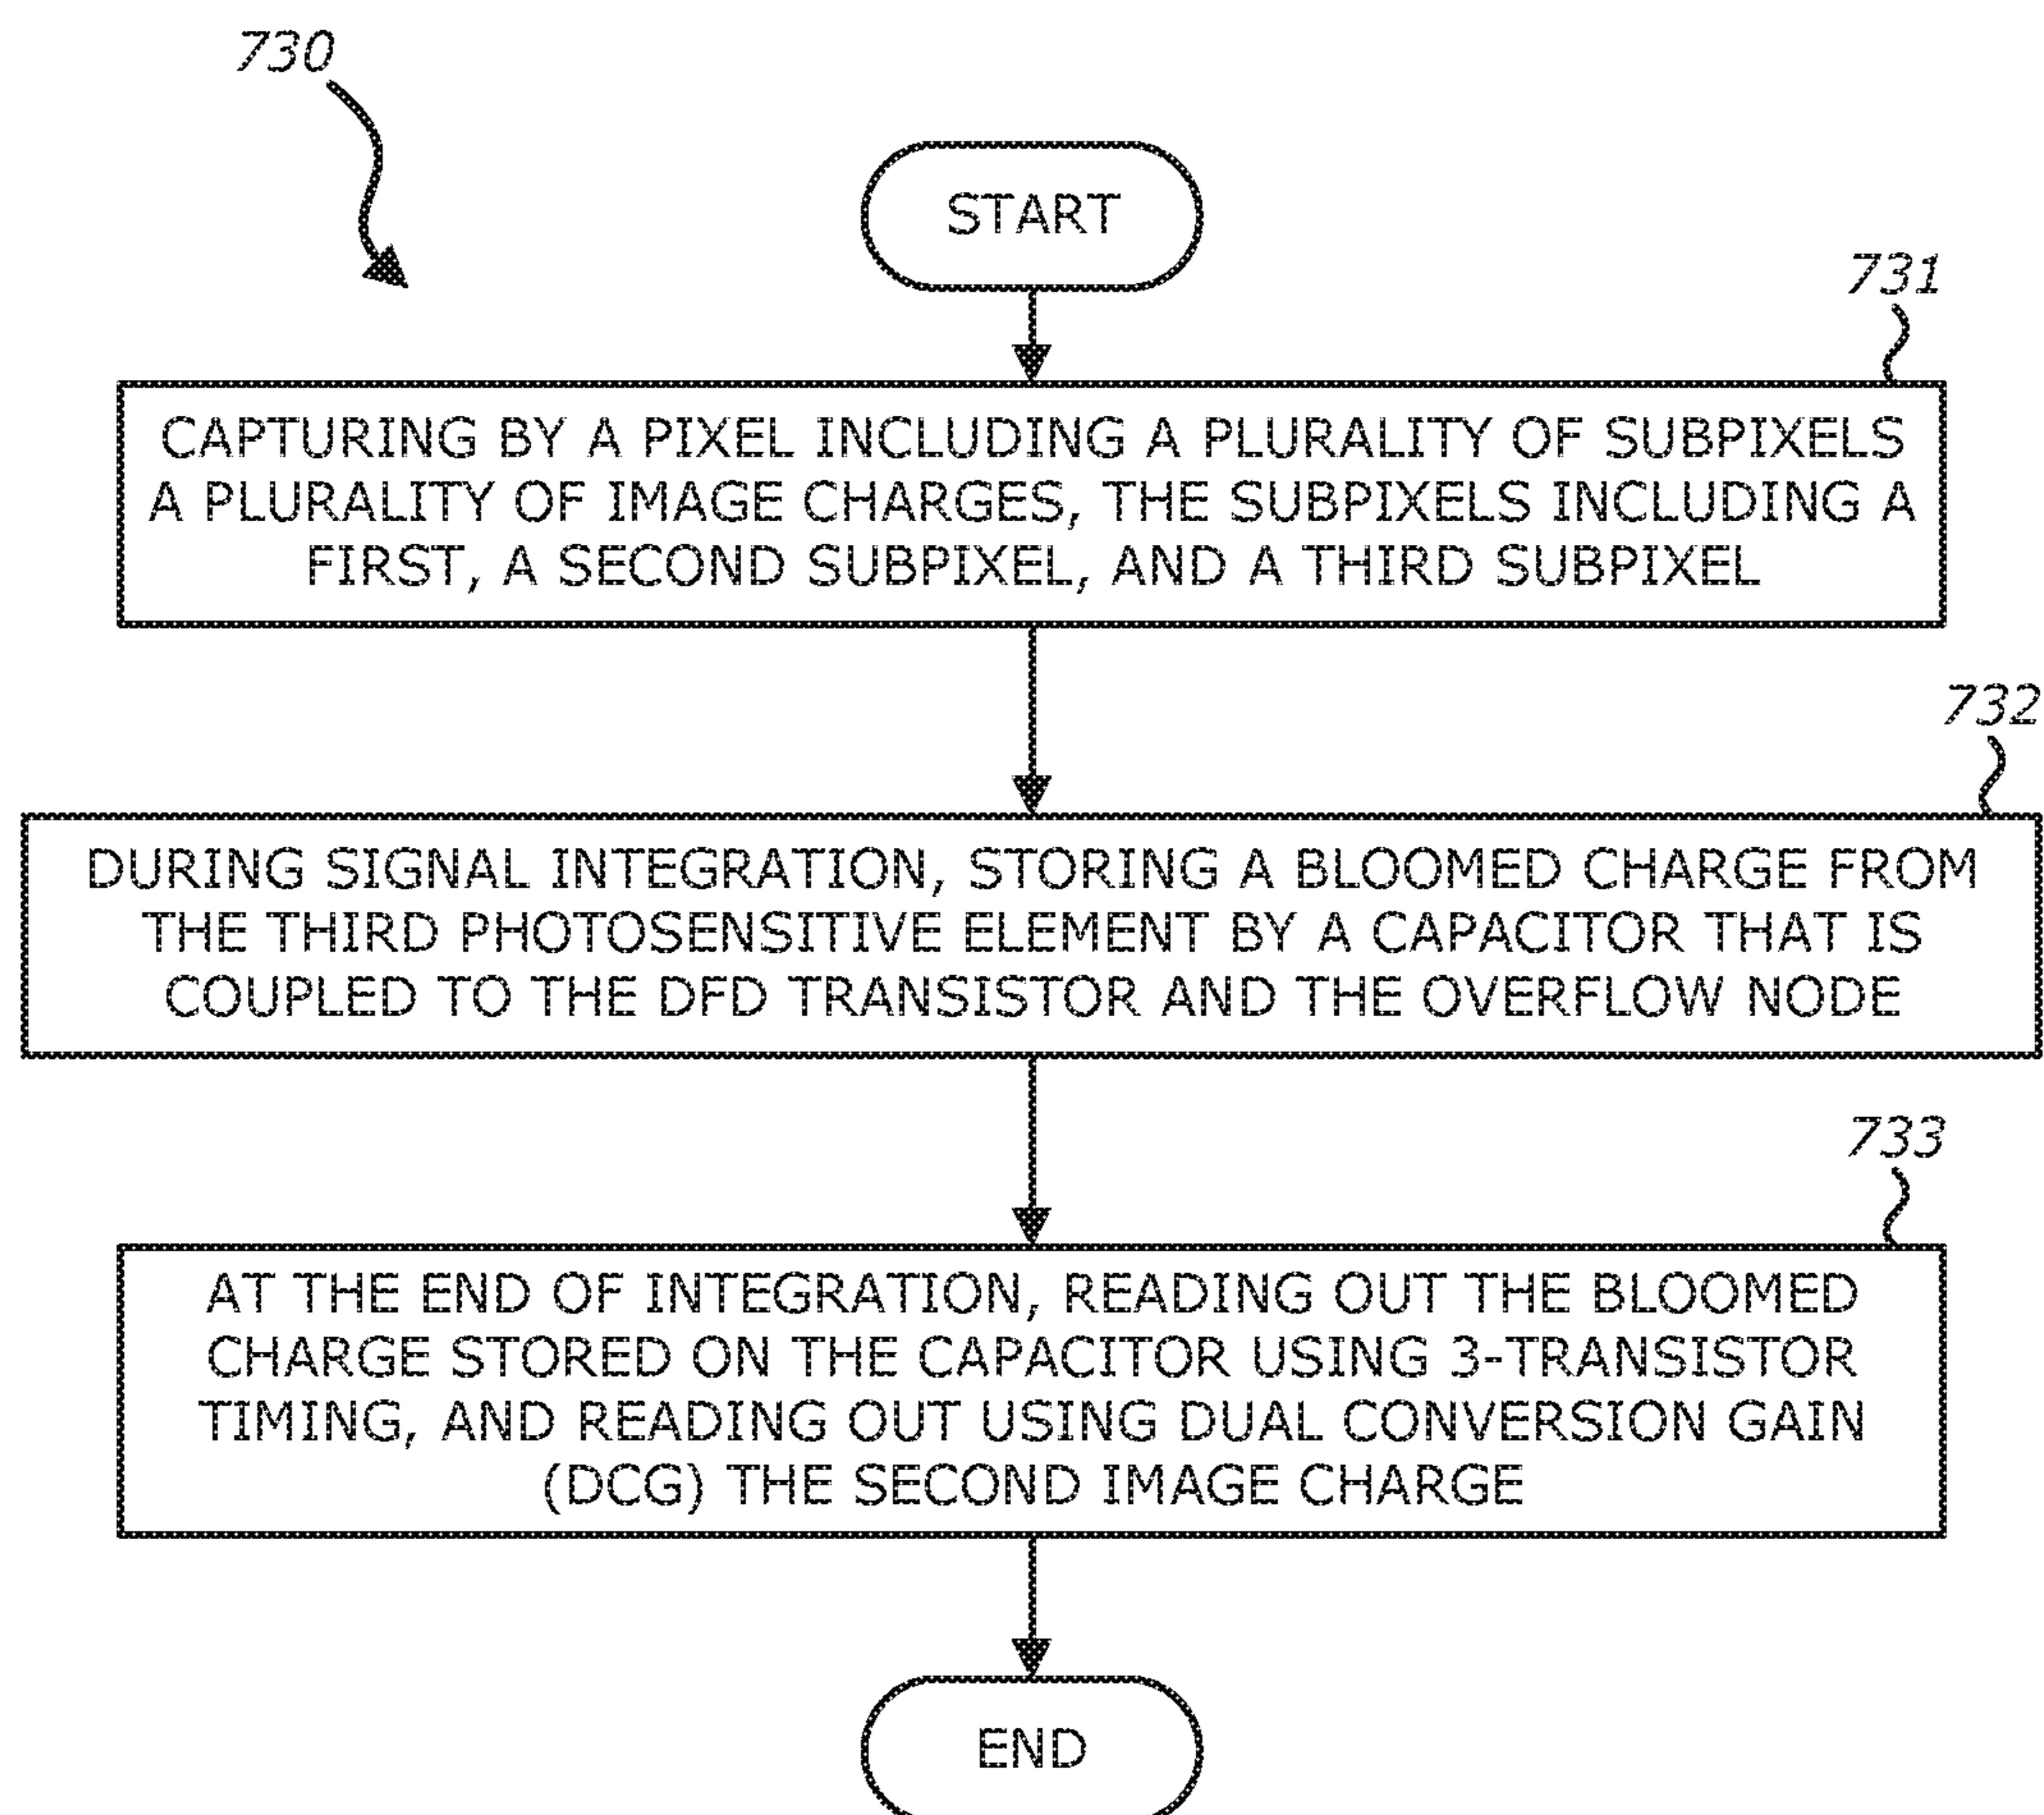 730
START
731
CAPTURING BY A PIXEL INCLUDING A PLURALITY OF SUBPIXELS
A PLURALITY OF IMAGE CHARGES, THE SUBPIXELS INCLUDING A
FIRST, A SECOND SUBPIXEL, AND A THIRD SUBPIXEL
732
DURING SIGNAL INTEGRATION, STORING A BLOOMED CHARGE FROM
THE THIRD PHOTOSENSITIVE ELEMENT BY A CAPACITOR THAT IS
COUPLED TO THE DFD TRANSISTOR AND THE OVERFLOW NODE
733
AT THE END OF INTEGRATION, READING OUT THE BLOOMED
CHARGE STORED ON THE CAPACITOR USING 3-TRANSISTOR
TIMING, AND READING OUT USING DUAL CONVERSION GAIN
(DCG) THE SECOND IMAGE CHARGE
END